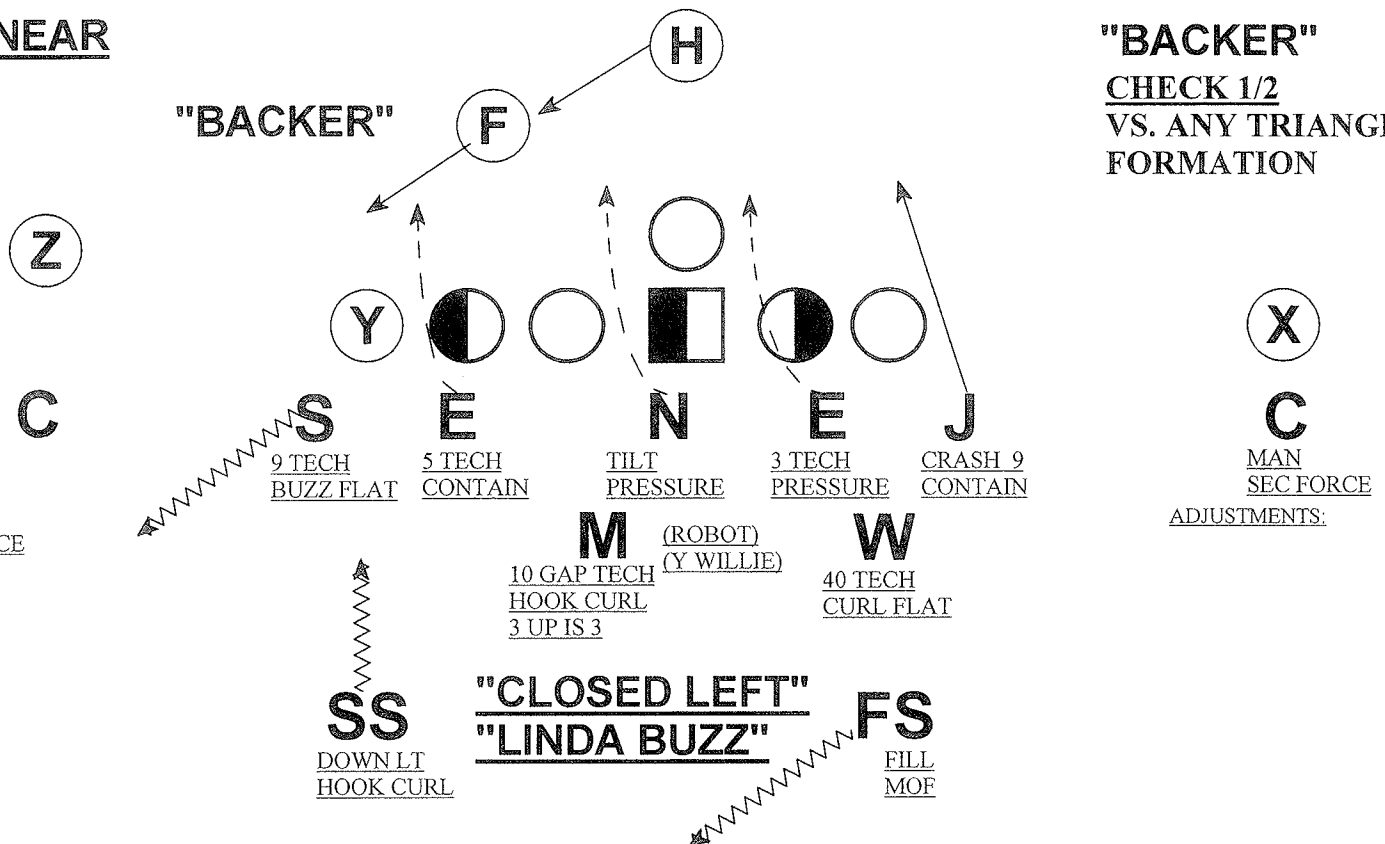 NEAR
"BACKER"
CHECK 1/2
VS. ANY TRIANGL
FORMATION
"BACKER"
H
F
Z
Y
X
C
S
E
N
E
J
C
9 TECH
BUZZ FLAT
5 TECH
CONTAIN
TILT
PRESSURE
3 TECH
PRESSURE
CRASH 9
CONTAIN
MAN
SEC FORCE
ADJUSTMENTS:
CE
M
(ROBOT)
(Y WILLIE)
10 GAP TECH
HOOK CURL
3 UP IS 3
W
40 TECH
CURL FLAT
SS
DOWN LT
HOOK CURL
"CLOSED LEFT"
"LINDA BUZZ"
FS
FILL
MOF